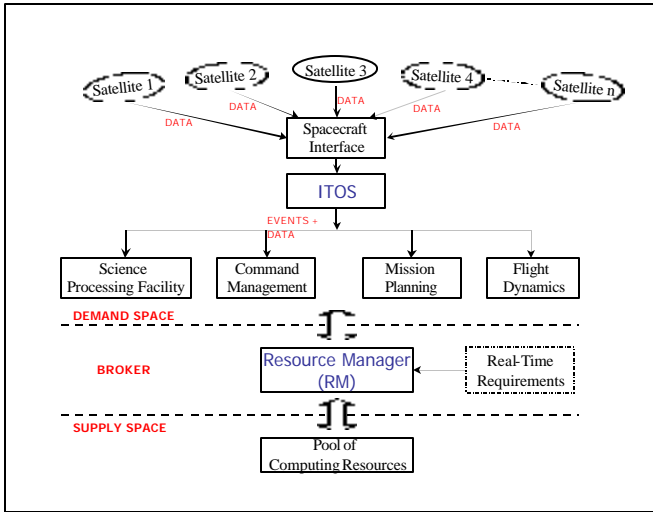 Satellite 1
Satellite 2
Satellite 3
Satellite 4
Satellite n
DATA
DATA
DATA
DATA
DATA
Spacecraft
Interface
ITOS
EVENTS +
DATA
Science
Processing Facility
Command
Management
Mission
Planning
Flight
Dynamics
DEMAND SPACE
BROKER
Resource Manager
(RM)
Real-Time
Requirements
SUPPLY SPACE
Pool of
Computing Resources